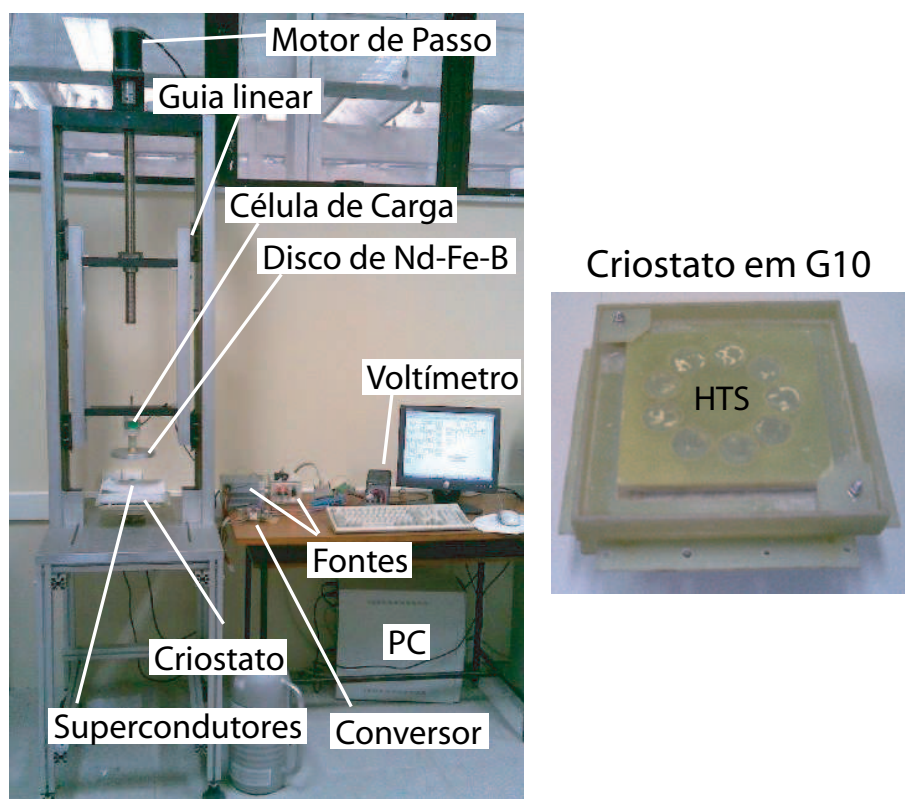 Motor de Passo
Guia linear
Célula de Carga
Disco de Nd-Fe-B
Criostato em G10
Voltímetro
HTS
Fontes
PC
Criostato
Supercondutores
Conversor